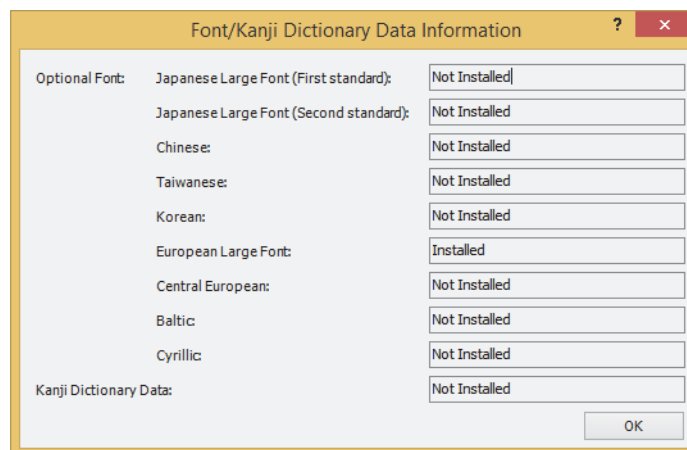 Font/Kanji Dictionary Data Information ? ×
Optional Font: Japanese Large Font (First standard): Not Installed
Japanese Large Font (Second standard): Not Installed
Chinese: Not Installed
Taiwanese: Not Installed
Korean: Not Installed
European Large Font: Installed
Central European: Not Installed
Baltic: Not Installed
Cyrillic: Not Installed
Kanji Dictionary Data: Not Installed
OK